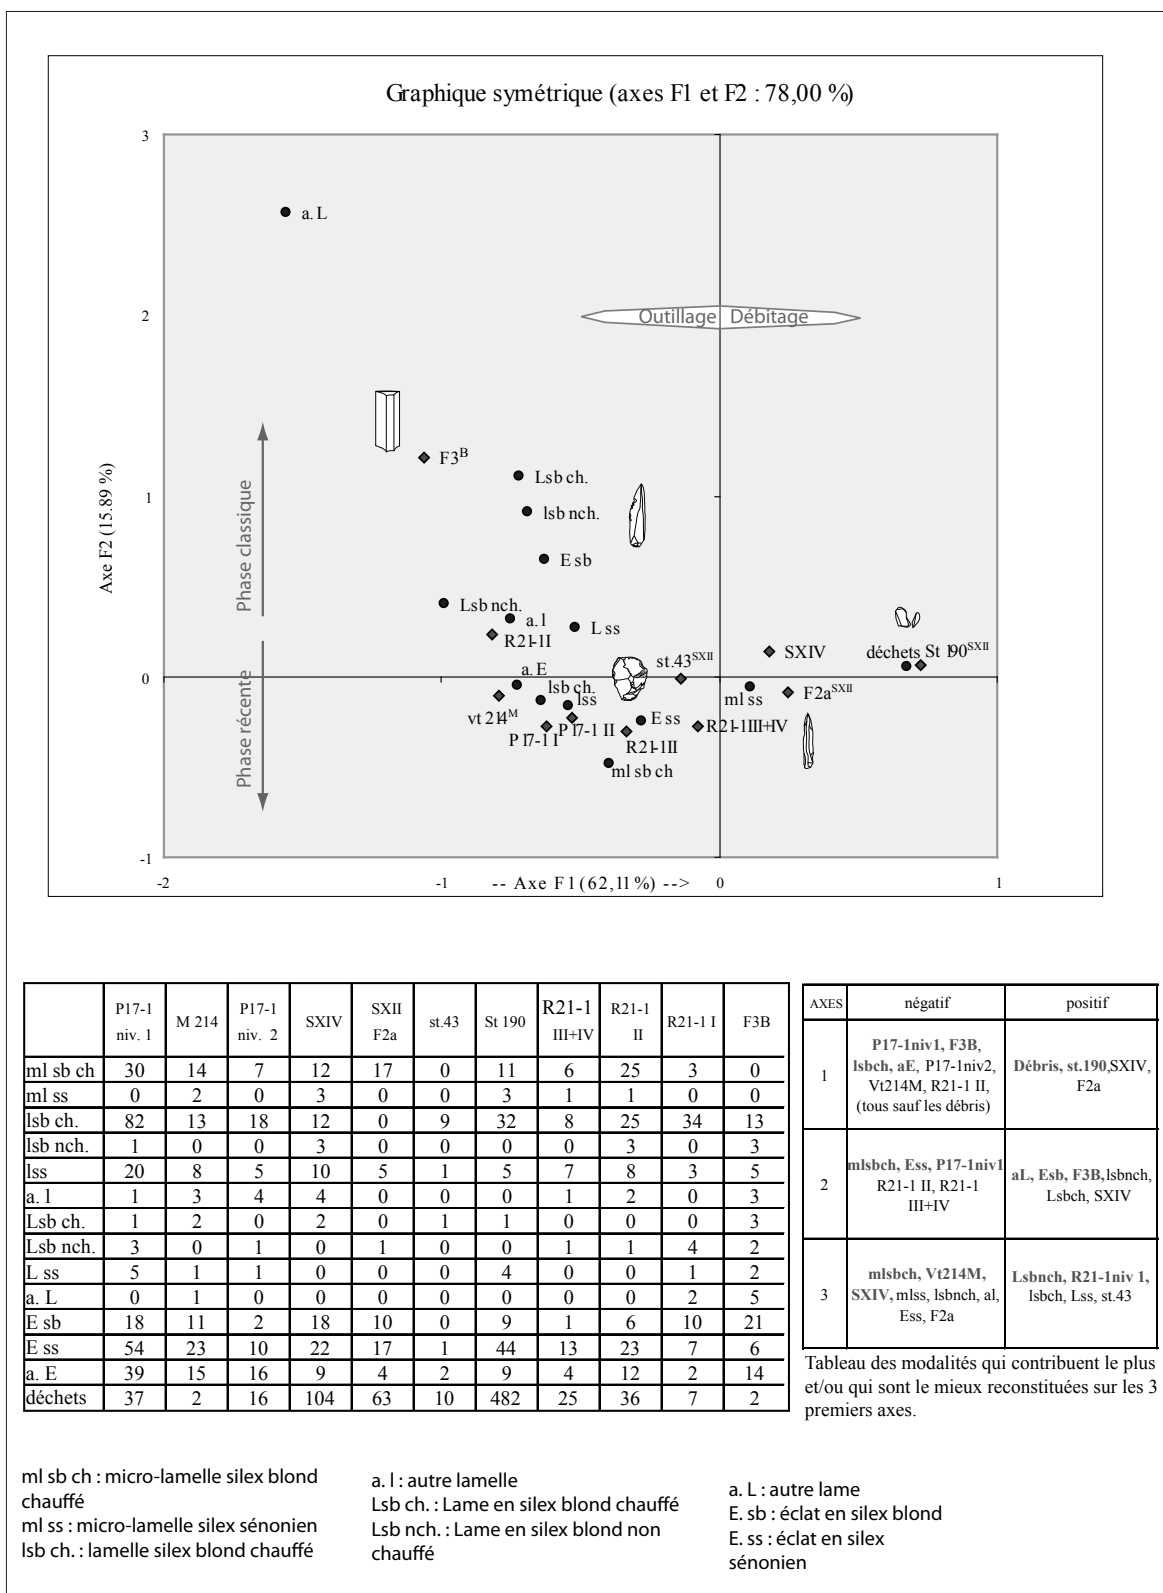 Graphique symétrique (axes F1 et F2 : 78,00 %)
3
a. L
2
Outillage Débitage
Axe F2 (15.89 %)
Phase classique
F3B
Lsb ch.
1
lsb nch.
E sb
Lsb nch.
a. l
L ss
R21-1I
déchets St 190SXII
SXIV
st.43SXII
a. E
0
lsb ch.
ml ss
F2aSXII
lss
vt 214M
Phase récente
P17-1 I
P17-1 II
E ss
R21-1III+IV
R21-1II
ml sb ch
-1
-2 -1 -- Axe F1 (62,11 %) --> 0 1
P17-1 niv. 1 M 214 P17-1 niv. 2 SXIV SXII F2a st.43 St 190 R21-1 III+IV R21-1 II R21-1 I F3B
ml sb ch 30 14 7 12 17 0 11 6 25 3 0
ml ss 0 2 0 3 0 0 3 1 1 0 0
lsb ch. 82 13 18 12 0 9 32 8 25 34 13
lsb nch. 1 0 0 3 0 0 0 0 3 0 3
lss 20 8 5 10 5 1 5 7 8 3 5
a. l 1 3 4 4 0 0 0 1 2 0 3
Lsb ch. 1 2 0 2 0 1 1 0 0 0 3
Lsb nch. 3 0 1 0 1 0 0 1 1 4 2
L ss 5 1 1 0 0 0 4 0 0 1 2
a. L 0 1 0 0 0 0 0 0 0 2 5
E sb 18 11 2 18 10 0 9 1 6 10 21
E ss 54 23 10 22 17 1 44 13 23 7 6
a. E 39 15 16 9 4 2 9 4 12 2 14
déchets 37 2 16 104 63 10 482 25 36 7 2
AXES négatif positif
1
P17-1niv1, F3B,
lsbch, aE, P17-1niv2,
Vt214M, R21-1 II,
(tous sauf les débris)
Débris, st.190,SXIV,
F2a
2
mlsbch, Ess, P17-1niv1
R21-1 II, R21-1
III+IV
aL, Esb, F3B,lsbnch,
Lsbch, SXIV
3
mlsbch, Vt214M,
SXIV, mlss, lsbnch, al,
Ess, F2a
Lsbnch, R21-1niv 1,
lsbch, Lss, st.43
Tableau des modalités qui contribuent le plus
et/ou qui sont le mieux reconstituées sur les 3
premiers axes.
ml sb ch : micro-lamelle silex blond
chauffé
ml ss : micro-lamelle silex sénonien
lsb ch. : lamelle silex blond chauffé
a. l : autre lamelle
Lsb ch. : Lame en silex blond chauffé
Lsb nch. : Lame en silex blond non
chauffé
a. L : autre lame
E. sb : éclat en silex blond
E. ss : éclat en silex
sénonien